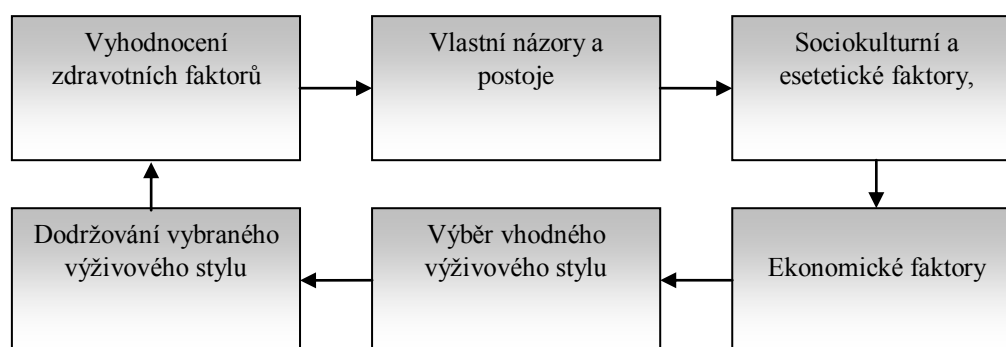 Vyhodnocení
zdravotních faktorů
Vlastní názory a
postoje
Sociokulturní a
esetetické faktory,
Dodržování vybraného
výživového stylu
Výběr vhodného
výživového stylu
Ekonomické faktory